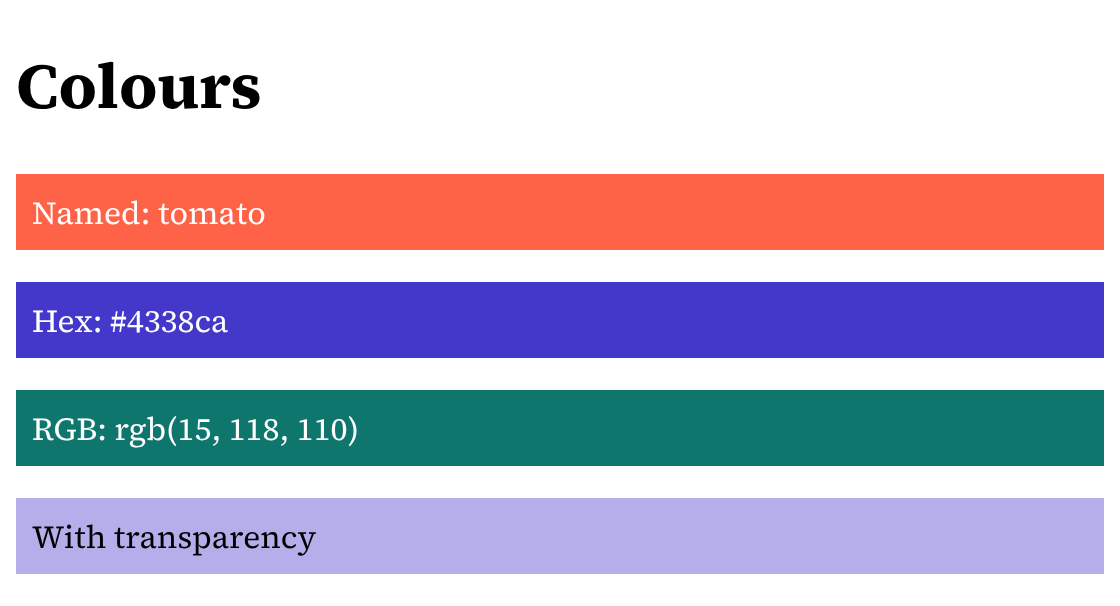 Colours
Named: tomato
Hex: #4338ca
RGB: rgb(15, 118, 110)
With transparency